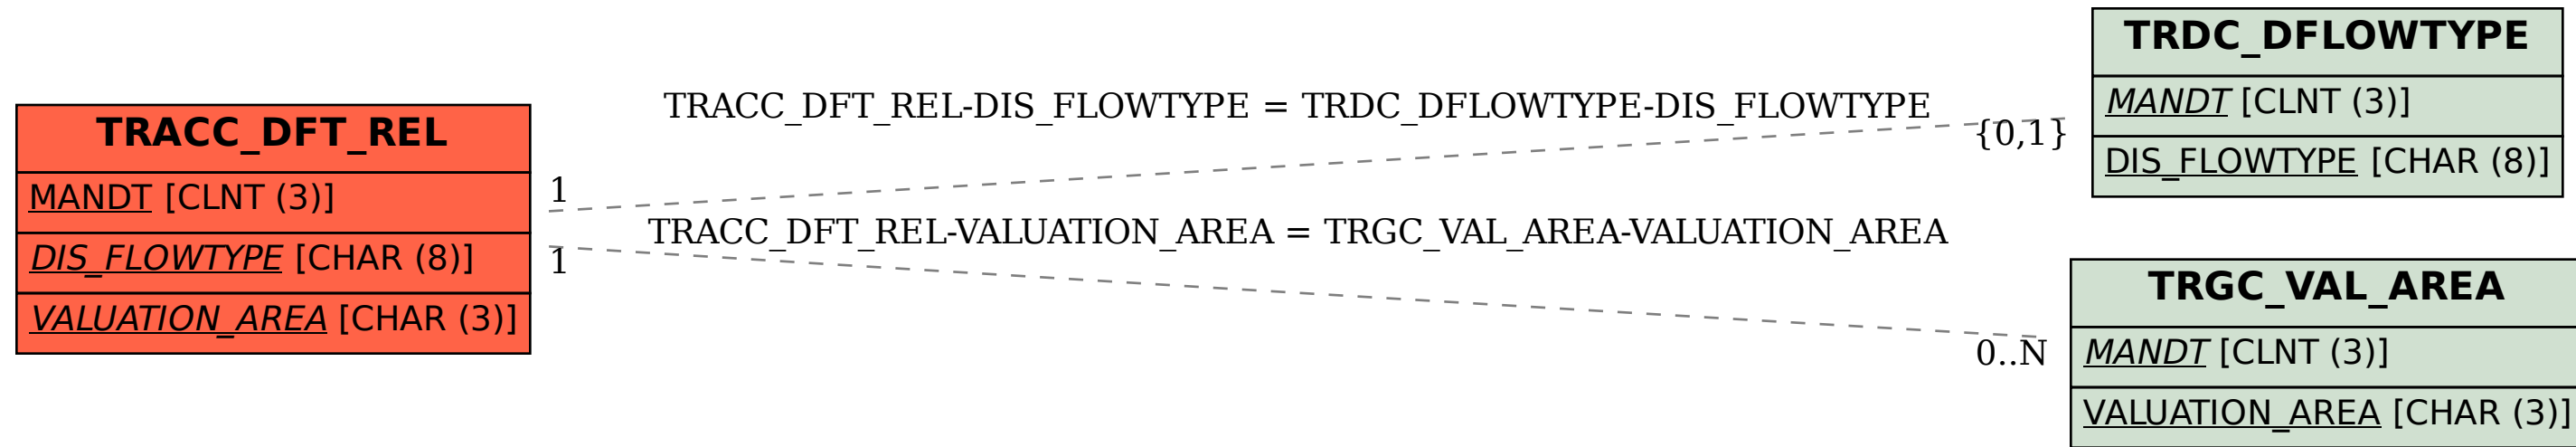 TRACC_DFT_REL
MANDT [CLNT (3)]
DIS_FLOWTYPE [CHAR (8)]
VALUATION_AREA [CHAR (3)]
TRACC_DFT_REL-DIS_FLOWTYPE = TRDC_DFLOWTYPE-DIS_FLOWTYPE
1
{0,1}
TRACC_DFT_REL-VALUATION_AREA = TRGC_VAL_AREA-VALUATION_AREA
1
0..N
TRDC_DFLOWTYPE
MANDT [CLNT (3)]
DIS_FLOWTYPE [CHAR (8)]
TRGC_VAL_AREA
MANDT [CLNT (3)]
VALUATION_AREA [CHAR (3)]